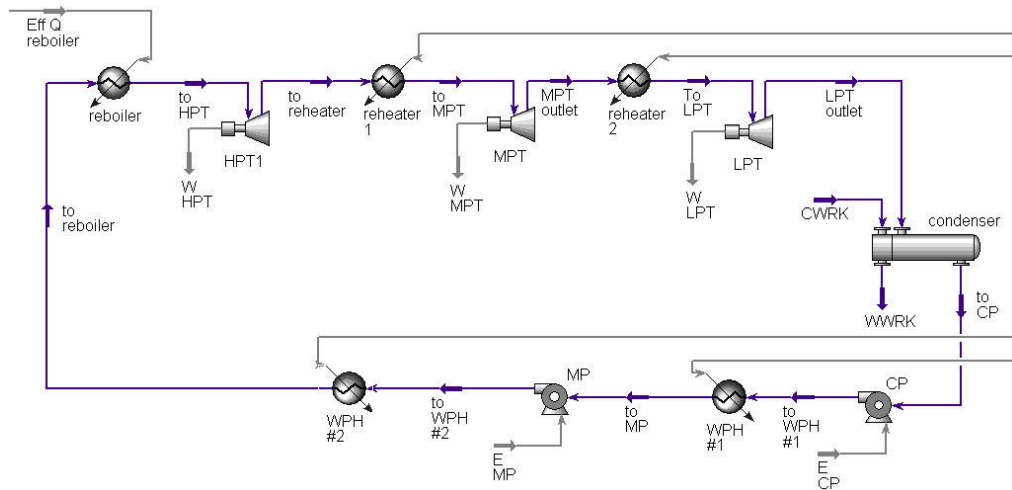 Eff Q
reboiler
reboiler
to
HPT
HPT1
W
HPT
to
reheater
reheater
1
to
MPT
MPT
W
MPT
MPT
outlet
reheater
2
To
LPT
LPT
W
LPT
LPT
outlet
CWRK
condenser
WWRK
to
CP
to
reboiler
WPH
#2
to
WPH
#2
MP
E
MP
to
MP
WPH
#1
to
WPH
#1
CP
E
CP